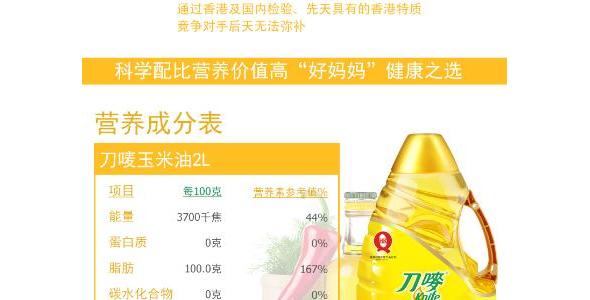 通过香港及国内检验、先天具有的香港特质
竞争对手后天无法弥补
科学配比营养价值高“好妈妈”健康之选
营养成分表
刀唛玉米油2L
项目 每100克 营养素参考值%
能量 3700千焦 44%
蛋白质 0克 0%
脂肪 100.0克 167%
碳水化合物 0克 0%
刀嘜
Knife